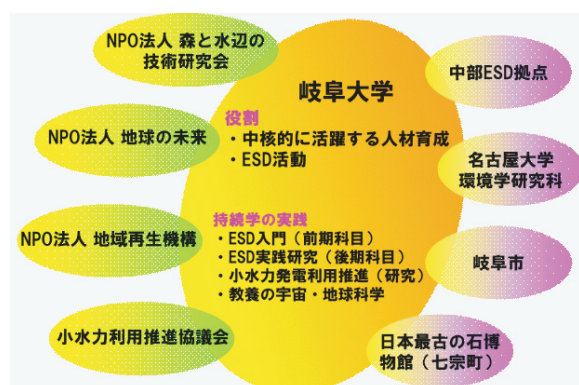 NPO法人 森と水辺の
技術研究会
NPO法人 地球の未来
NPO法人 地域再生機構
小水力利用推進協議会
岐阜大学
役割
・中核的に活躍する人材育成
・ESD活動
持続学の実践
・ESD入門（前期科目）
・ESD実践研究（後期科目）
・小水力発電利用推進（研究）
・教養の宇宙・地球科学
中部ESD拠点
名古屋大学
環境学研究科
岐阜市
日本最古の石博
物館（七宗町）